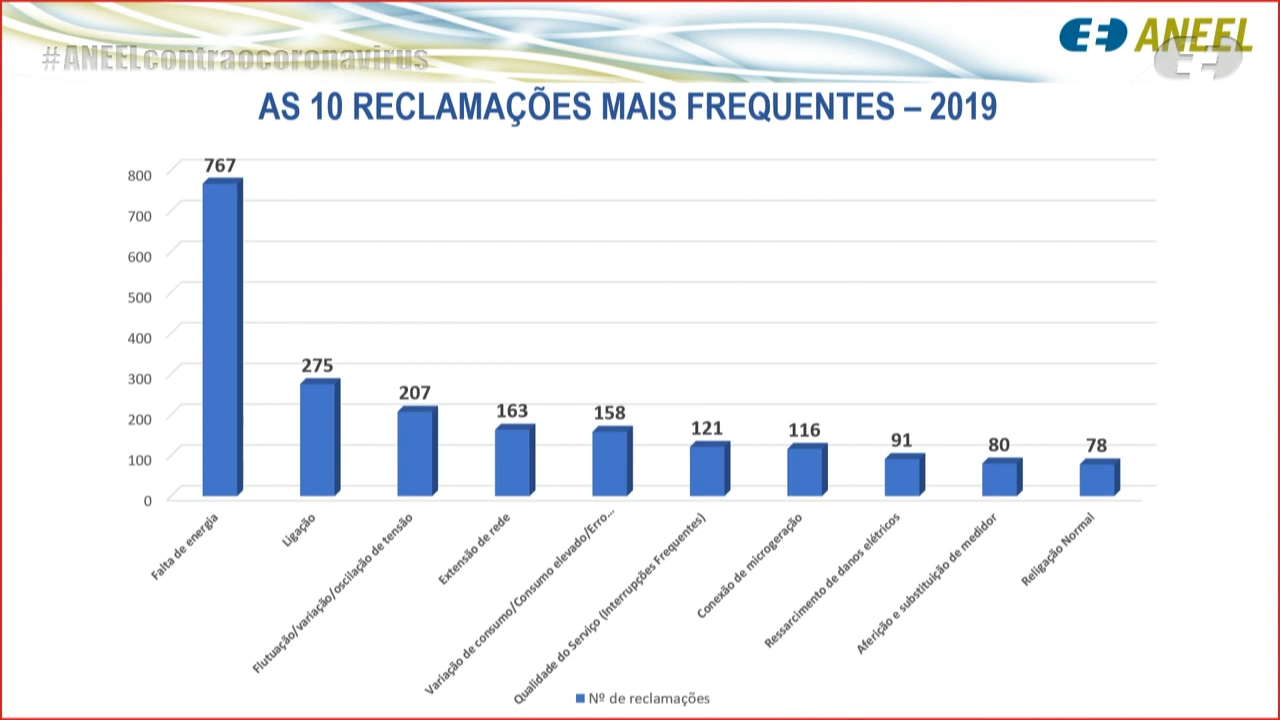 #ANEELcontraocoronavirus
ANEEL
AS 10 RECLAMAÇÕES MAIS FREQUENTES – 2019
800
700
600
500
400
300
200
100
0
767
275
207
163
158
121
116
91
80
78
Falta de energia
Ligação
Flutuação/variação/oscilação de tensão
Extensão de rede
Variação de consumo/Consumo elevado/Erro...
Qualidade do Serviço (Interrupções Frequentes)
Conexão de microgeração
Ressarcimento de danos elétricos
Aferição e substituição de medidor
Religação Normal
Nº de reclamações